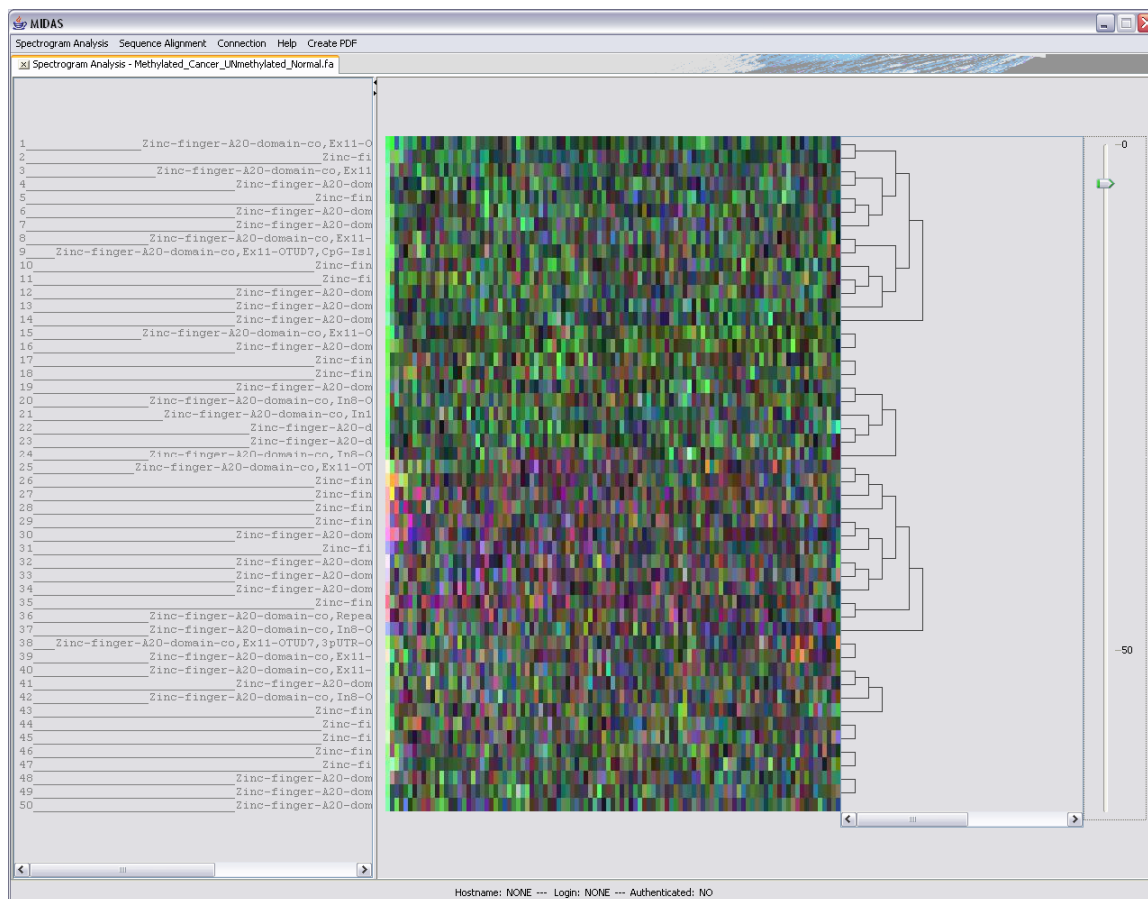 MIDAS
Spectrogram Analysis Sequence Alignment Connection Help Create PDF
Spectrogram Analysis - Methylated_Cancer_UNmethylated_Normal.fa
1 Zinc-finger-A20-domain-co,Ex11-O
2 Zinc-fi
3 Zinc-finger-A20-domain-co,Ex11
4 Zinc-finger-A20-dom
5 Zinc-fin
6 Zinc-finger-A20-dom
7 Zinc-finger-A20-dom
8 Zinc-finger-A20-domain-co,Ex11-
9 Zinc-finger-A20-domain-co,Ex11-OTUD7,CpG-Isl
10 Zinc-fin
11 Zinc-fi
12 Zinc-finger-A20-dom
13 Zinc-finger-A20-dom
14 Zinc-finger-A20-dom
15 Zinc-finger-A20-domain-co,Ex11-O
16 Zinc-finger-A20-dom
17 Zinc-fin
18 Zinc-fin
19 Zinc-finger-A20-dom
20 Zinc-finger-A20-domain-co,In8-O
21 Zinc-finger-A20-domain-co,In1
22 Zinc-finger-A20-d
23 Zinc-finger-A20-d
24 Zinc-finger-A20-domain-co,In8-O
25 Zinc-finger-A20-domain-co,Ex11-OT
26 Zinc-fin
27 Zinc-fin
28 Zinc-fin
29 Zinc-fin
30 Zinc-finger-A20-dom
31 Zinc-fi
32 Zinc-finger-A20-dom
33 Zinc-finger-A20-dom
34 Zinc-finger-A20-dom
35 Zinc-fin
36 Zinc-finger-A20-domain-co,Repea
37 Zinc-finger-A20-domain-co,In8-O
38 Zinc-finger-A20-domain-co,Ex11-OTUD7,3pUTR-O
39 Zinc-finger-A20-domain-co,Ex11-
40 Zinc-finger-A20-domain-co,Ex11-
41 Zinc-finger-A20-dom
42 Zinc-finger-A20-domain-co,In8-O
43 Zinc-fin
44 Zinc-fi
45 Zinc-fin
46 Zinc-fin
47 Zinc-fi
48 Zinc-finger-A20-dom
49 Zinc-finger-A20-dom
50 Zinc-finger-A20-dom
0
50
Hostname: NONE --- Login: NONE --- Authenticated: NO